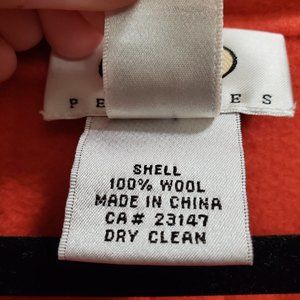 SHELL
100% WOOL
MADE IN CHINA
CA# 23147
DRY CLEAN